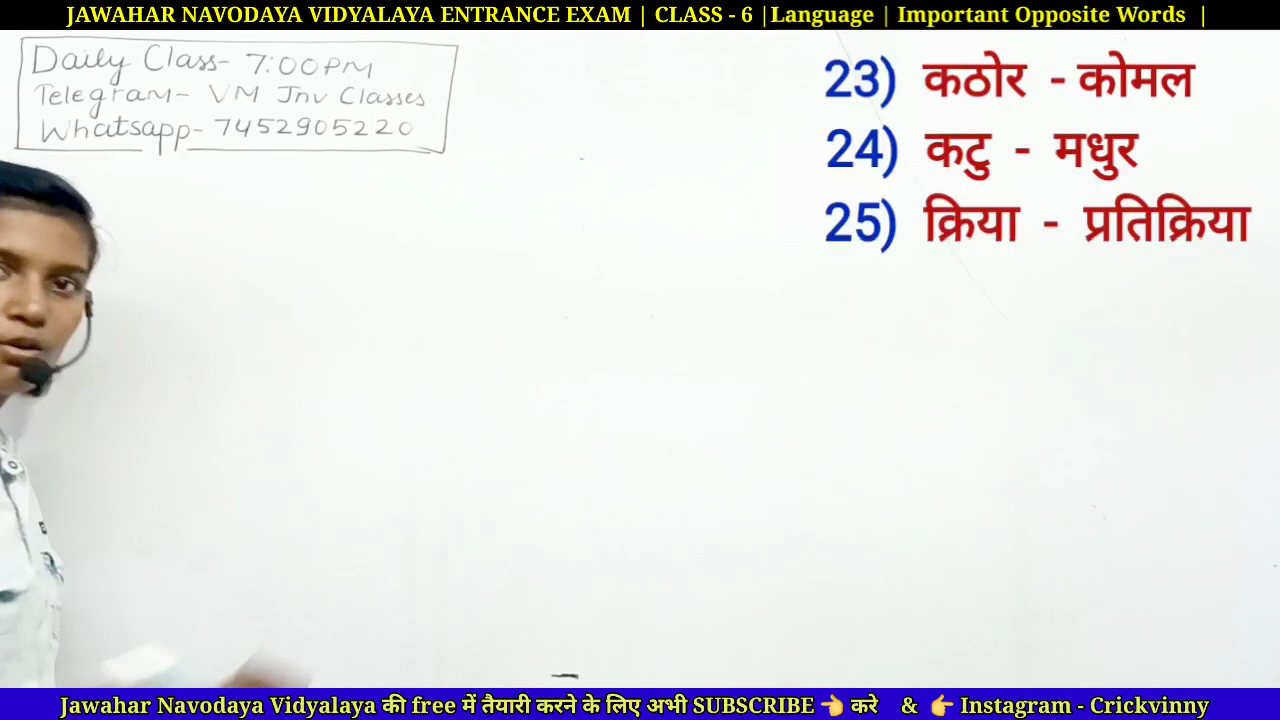 JAWAHAR NAVODAYA VIDYALAYA ENTRANCE EXAM | CLASS - 6 |Language | Important Opposite Words |
Daily Class- 7:00PM
Telegram- VM Jnv Classes
Whatsapp- 7452905220
23) कठोर - कोमल
24) कटु - मधुर
25) क्रिया - प्रतिक्रिया
Jawahar Navodaya Vidyalaya की free में तैयारी करने के लिए अभी SUBSCRIBE 👈 करे & 👉 Instagram - Crickvinny